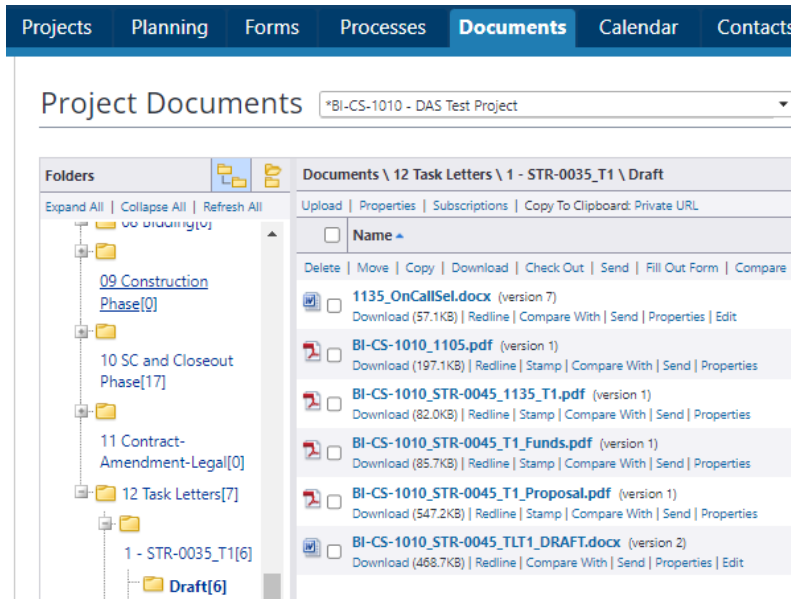 Projects Planning Forms Processes Documents Calendar Contacts
Project Documents *BI-CS-1010 - DAS Test Project
Folders
Expand All | Collapse All | Refresh All
08 Bidding[0]
09 Construction
Phase[0]
10 SC and Closeout
Phase[17]
11 Contract-
Amendment-Legal[0]
12 Task Letters[7]
1 - STR-0035_T1[6]
Draft[6]
Documents \ 12 Task Letters \ 1 - STR-0035_T1 \ Draft
Upload | Properties | Subscriptions | Copy To Clipboard: Private URL
Name
Delete | Move | Copy | Download | Check Out | Send | Fill Out Form | Compare
1135_OnCallSel.docx (version 7)
Download (57.1KB) | Redline | Compare With | Send | Properties | Edit
BI-CS-1010_1105.pdf (version 1)
Download (197.1KB) | Redline | Stamp | Compare With | Send | Properties
BI-CS-1010_STR-0045_1135_T1.pdf (version 1)
Download (82.0KB) | Redline | Stamp | Compare With | Send | Properties
BI-CS-1010_STR-0045_T1_Funds.pdf (version 1)
Download (85.7KB) | Redline | Stamp | Compare With | Send | Properties
BI-CS-1010_STR-0045_T1_Proposal.pdf (version 1)
Download (547.2KB) | Redline | Stamp | Compare With | Send | Properties
BI-CS-1010_STR-0045_TLT1_DRAFT.docx (version 2)
Download (468.7KB) | Redline | Compare With | Send | Properties | Edit